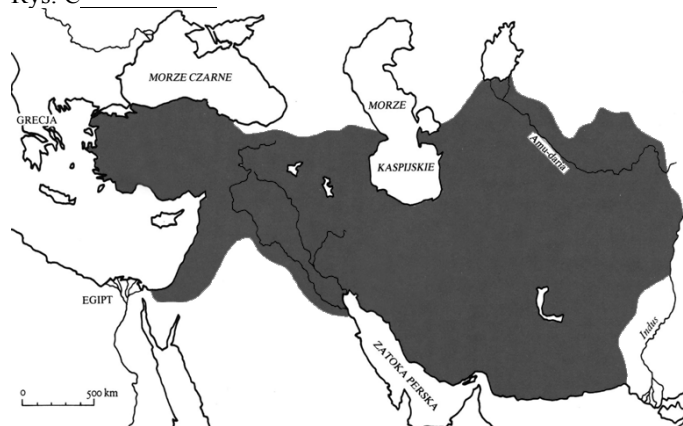 Rys. C
MORZE CZARNE
GRECJA
MORZE
KASPIJSKIE
Amu-daria
EGIPT
Indus
ZATOKA PERSKA
0 500 km